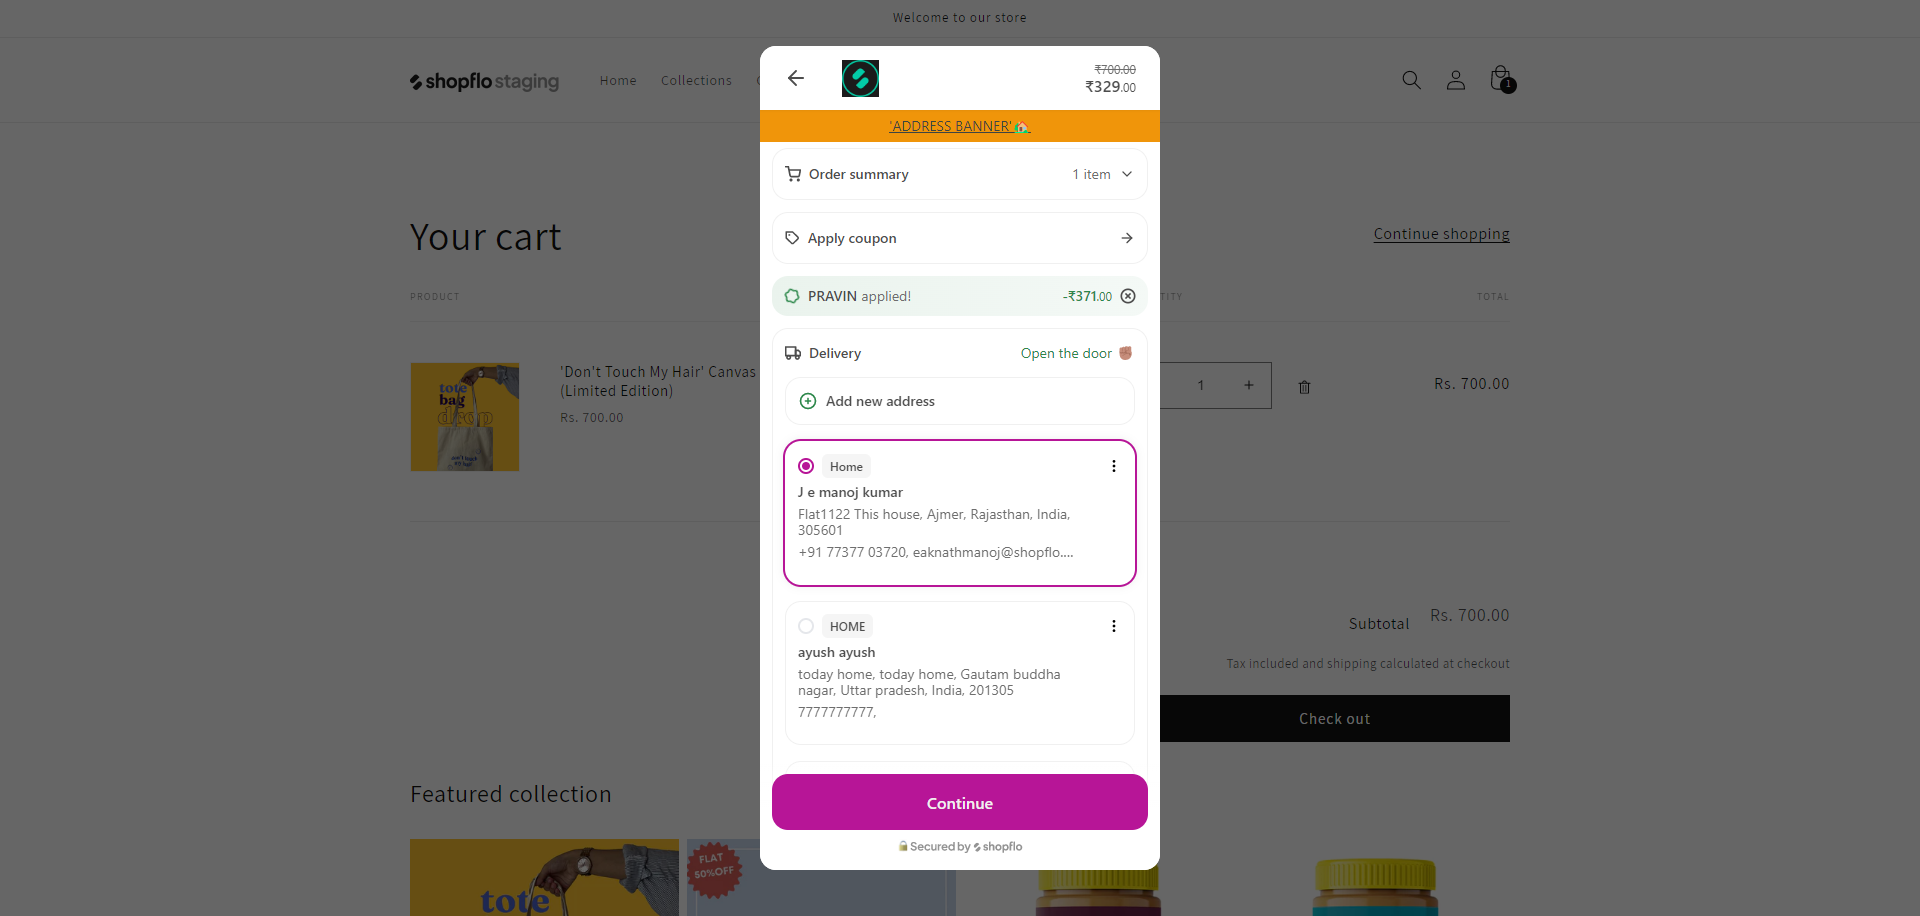 Welcome to our store
shopflo staging
Home
Collections
1
Your cart
Continue shopping
PRODUCT
TOTAL
tote
bag
drop
'Don't Touch My Hair' Canvas
(Limited Edition)
Rs. 700.00
1
+
Rs. 700.00
Subtotal
Rs. 700.00
Tax included and shipping calculated at checkout
Check out
Featured collection
tote
FLAT
50%OFF
₹700.00
₹329.00
'ADDRESS BANNER'
Order summary
1 item
Apply coupon
PRAVIN applied!
-₹371.00
Delivery
Open the door
Add new address
Home
J e manoj kumar
Flat1122 This house, Ajmer, Rajasthan, India,
305601
+91 77377 03720, eaknathmanoj@shopflo....
HOME
ayush ayush
today home, today home, Gautam buddha
nagar, Uttar pradesh, India, 201305
7777777777,
Continue
Secured by shopflo